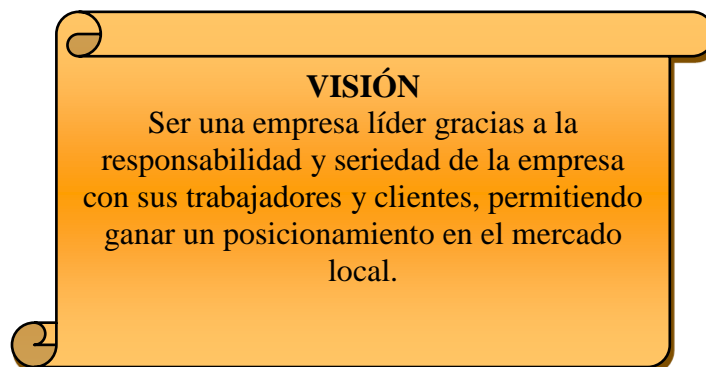 VISIÓN
Ser una empresa líder gracias a la
responsabilidad y seriedad de la empresa
con sus trabajadores y clientes, permitiendo
ganar un posicionamiento en el mercado
local.